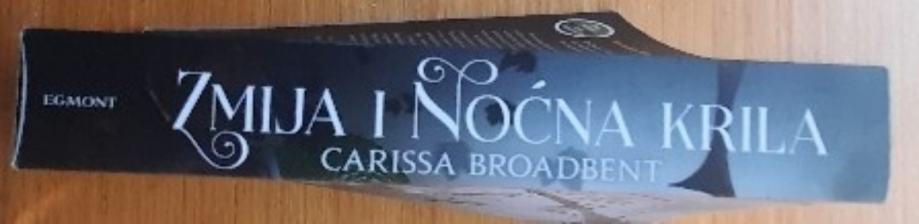 EGMONT
ZMIJA I NOĆNA KRILA
CARISSA BROADBENT